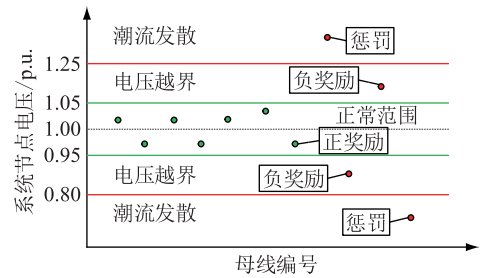 系统节点电压/p.u.
潮流发散
惩罚
1.25
电压越界
负奖励
1.05
正常范围
1.00
正奖励
0.95
电压越界
负奖励
0.80
潮流发散
惩罚
母线编号